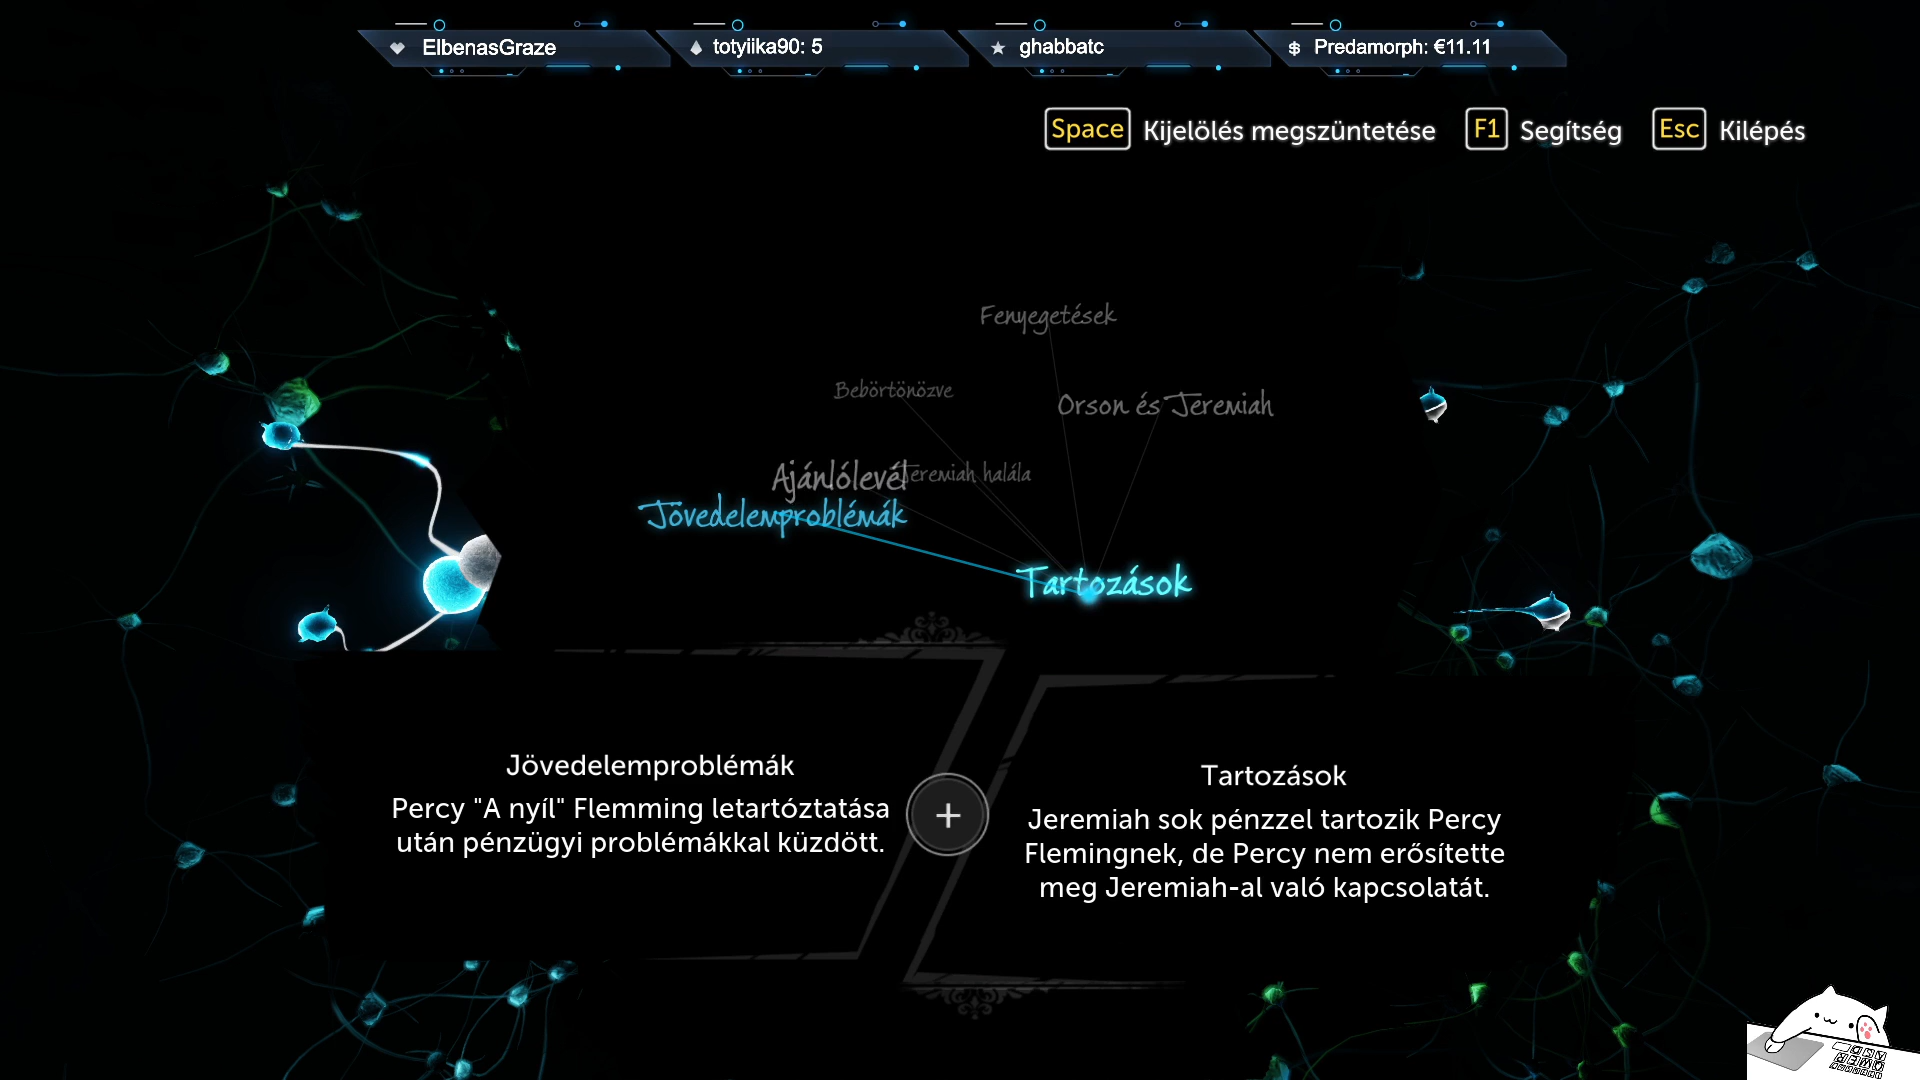 ElbenasGraze
totyiika90: 5
ghabbatc
$ Predamorph: €11.11
Space Kijelölés megszüntetése
F1 Segítség
Esc Kilépés
Fenyegetések
Bebörtönözve
Orson és Jeremiah
Ajánlólevél
Jeremiah halála
Jövedelemproblémák
Tartozások
Jövedelemproblémák
Percy "A nyíl" Flemming letartóztatása
után pénzügyi problémákkal küzdött.
+
Tartozások
Jeremiah sok pénzzel tartozik Percy
Flemingnek, de Percy nem erősítette
meg Jeremiah-al való kapcsolatát.